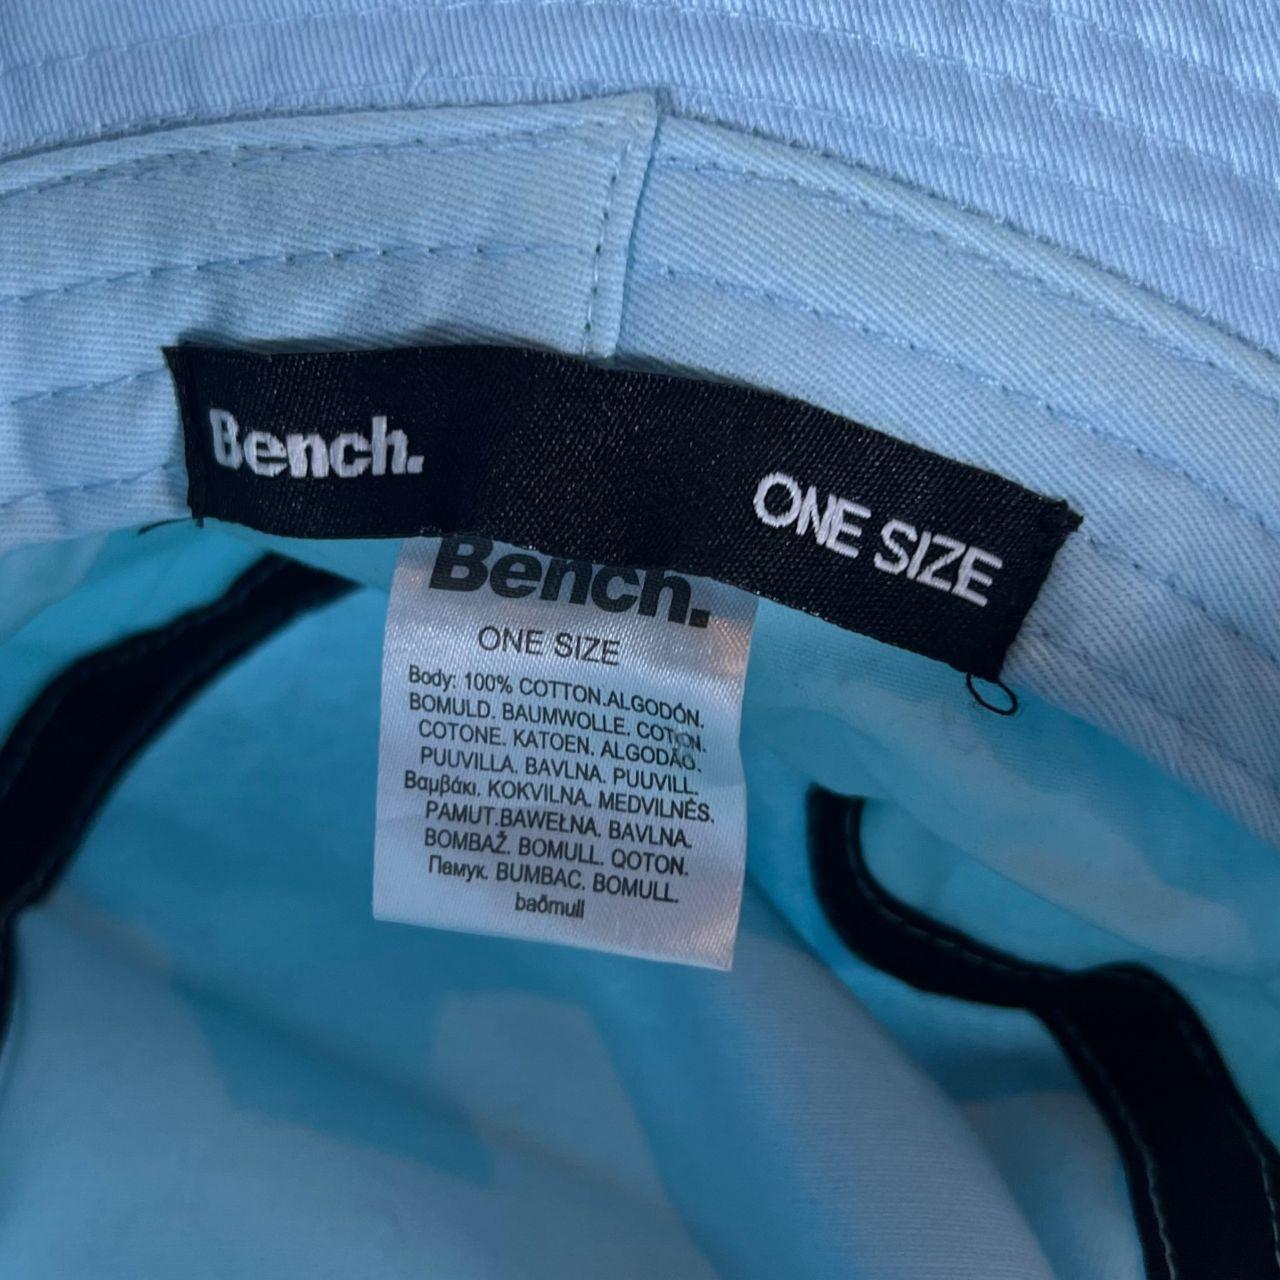 Bench.
ONE SIZE
Bench.
ONE SIZE
Body: 100% COTTON.ALGODÓN.
BOMULD. BAUMWOLLE. COTON.
COTONE. KATOEN. ALGODÃO.
PUUVILLA. BAVLNA. PUUVILL.
Βαμβάκι. KOKVILNA. MEDVILNĖS.
PAMUT.BAWEŁNA. BAVLNA.
BOMBAŽ. BOMULL. QOTON.
Памук. BUMBAC. BOMULL.
baðmull